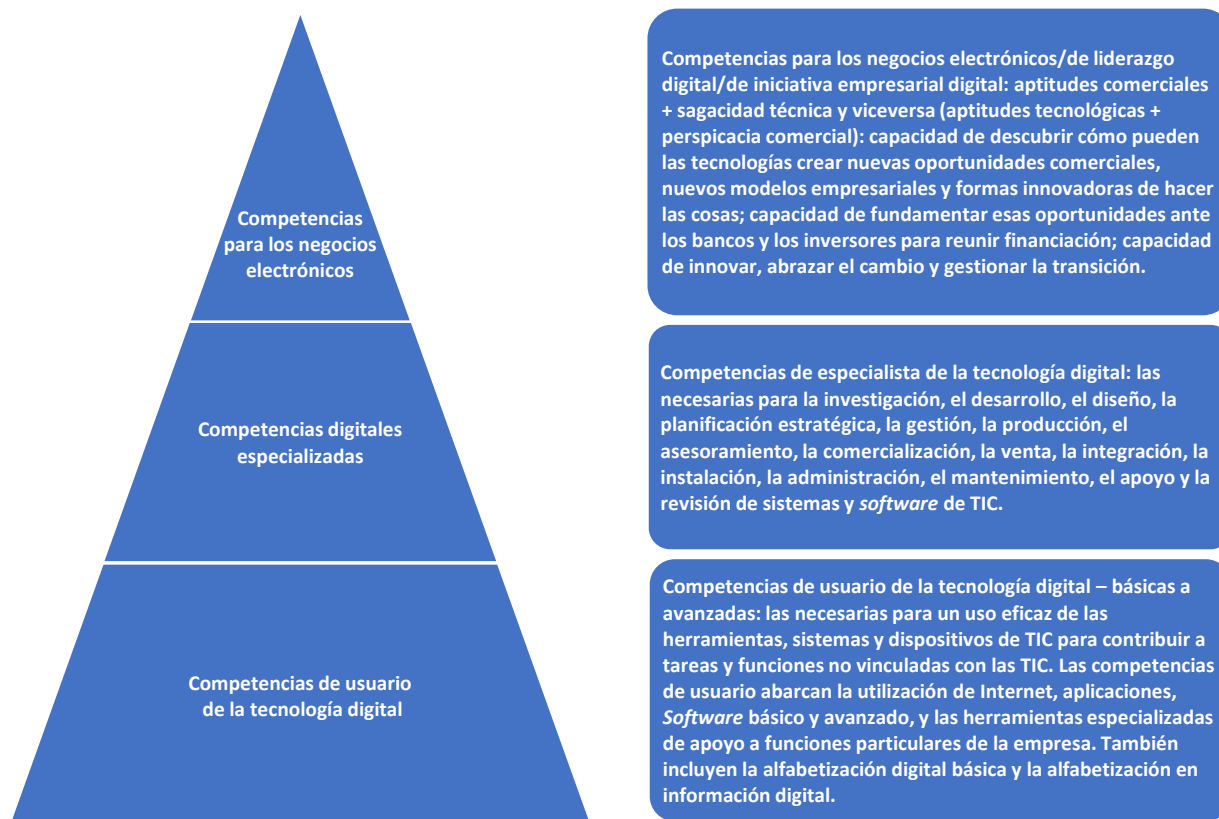 Competencias
para los negocios
electrónicos
Competencias para los negocios electrónicos/de liderazgo
digital/de iniciativa empresarial digital: aptitudes comerciales
+ sagacidad técnica y viceversa (aptitudes tecnológicas +
perspicacia comercial): capacidad de descubrir cómo pueden
las tecnologías crear nuevas oportunidades comerciales,
nuevos modelos empresariales y formas innovadoras de hacer
las cosas; capacidad de fundamentar esas oportunidades ante
los bancos y los inversores para reunir financiación; capacidad
de innovar, abrazar el cambio y gestionar la transición.
Competencias digitales
especializadas
Competencias de especialista de la tecnología digital: las
necesarias para la investigación, el desarrollo, el diseño, la
planificación estratégica, la gestión, la producción, el
asesoramiento, la comercialización, la venta, la integración, la
instalación, la administración, el mantenimiento, el apoyo y la
revisión de sistemas y software de TIC.
Competencias de usuario
de la tecnología digital
Competencias de usuario de la tecnología digital – básicas a
avanzadas: las necesarias para un uso eficaz de las
herramientas, sistemas y dispositivos de TIC para contribuir a
tareas y funciones no vinculadas con las TIC. Las competencias
de usuario abarcan la utilización de Internet, aplicaciones,
Software básico y avanzado, y las herramientas especializadas
de apoyo a funciones particulares de la empresa. También
incluyen la alfabetización digital básica y la alfabetización en
información digital.